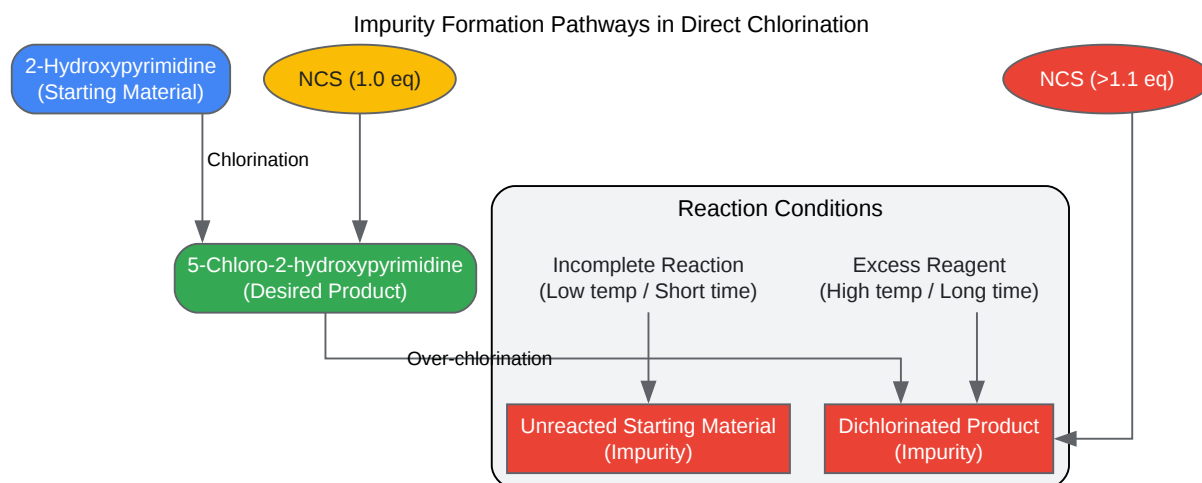 Impurity Formation Pathways in Direct Chlorination
2-Hydroxypyrimidine
(Starting Material)
NCS (1.0 eq)
NCS (>1.1 eq)
Chlorination
Reaction Conditions
5-Chloro-2-hydroxypyrimidine
(Desired Product)
Incomplete Reaction
(Low temp / Short time)
Excess Reagent
(High temp / Long time)
Over-chlorination
Unreacted Starting Material
(Impurity)
Dichlorinated Product
(Impurity)